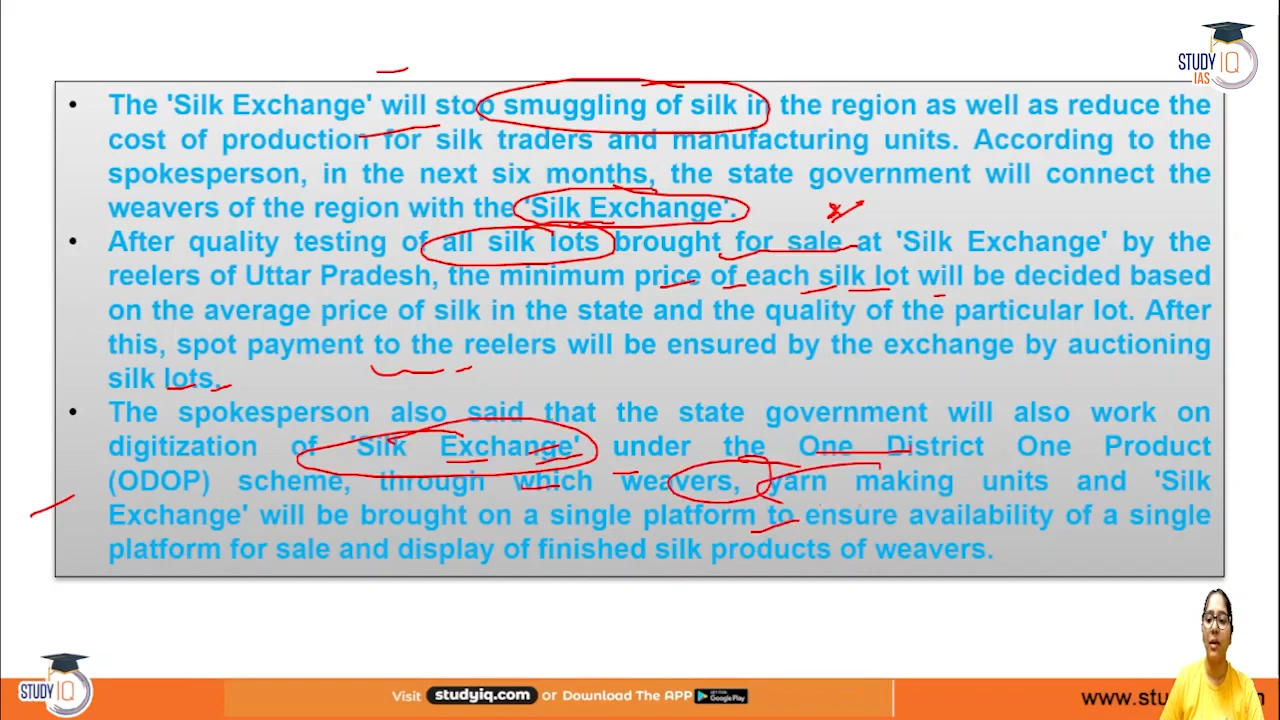 STUDY IQ
IAS
• The 'Silk Exchange' will stop smuggling of silk in the region as well as reduce the
cost of production for silk traders and manufacturing units. According to the
spokesperson, in the next six months, the state government will connect the
weavers of the region with the 'Silk Exchange'.
• After quality testing of all silk lots brought for sale at 'Silk Exchange' by the
reelers of Uttar Pradesh, the minimum price of each silk lot will be decided based
on the average price of silk in the state and the quality of the particular lot. After
this, spot payment to the reelers will be ensured by the exchange by auctioning
silk lots.
• The spokesperson also said that the state government will also work on
digitization of 'Silk Exchange' under the One District One Product
(ODOP) scheme, through which weavers, yarn making units and 'Silk
Exchange' will be brought on a single platform to ensure availability of a single
platform for sale and display of finished silk products of weavers.
STUDY IQ
Visit studyiq.com or Download The APP Google Play
www.stu